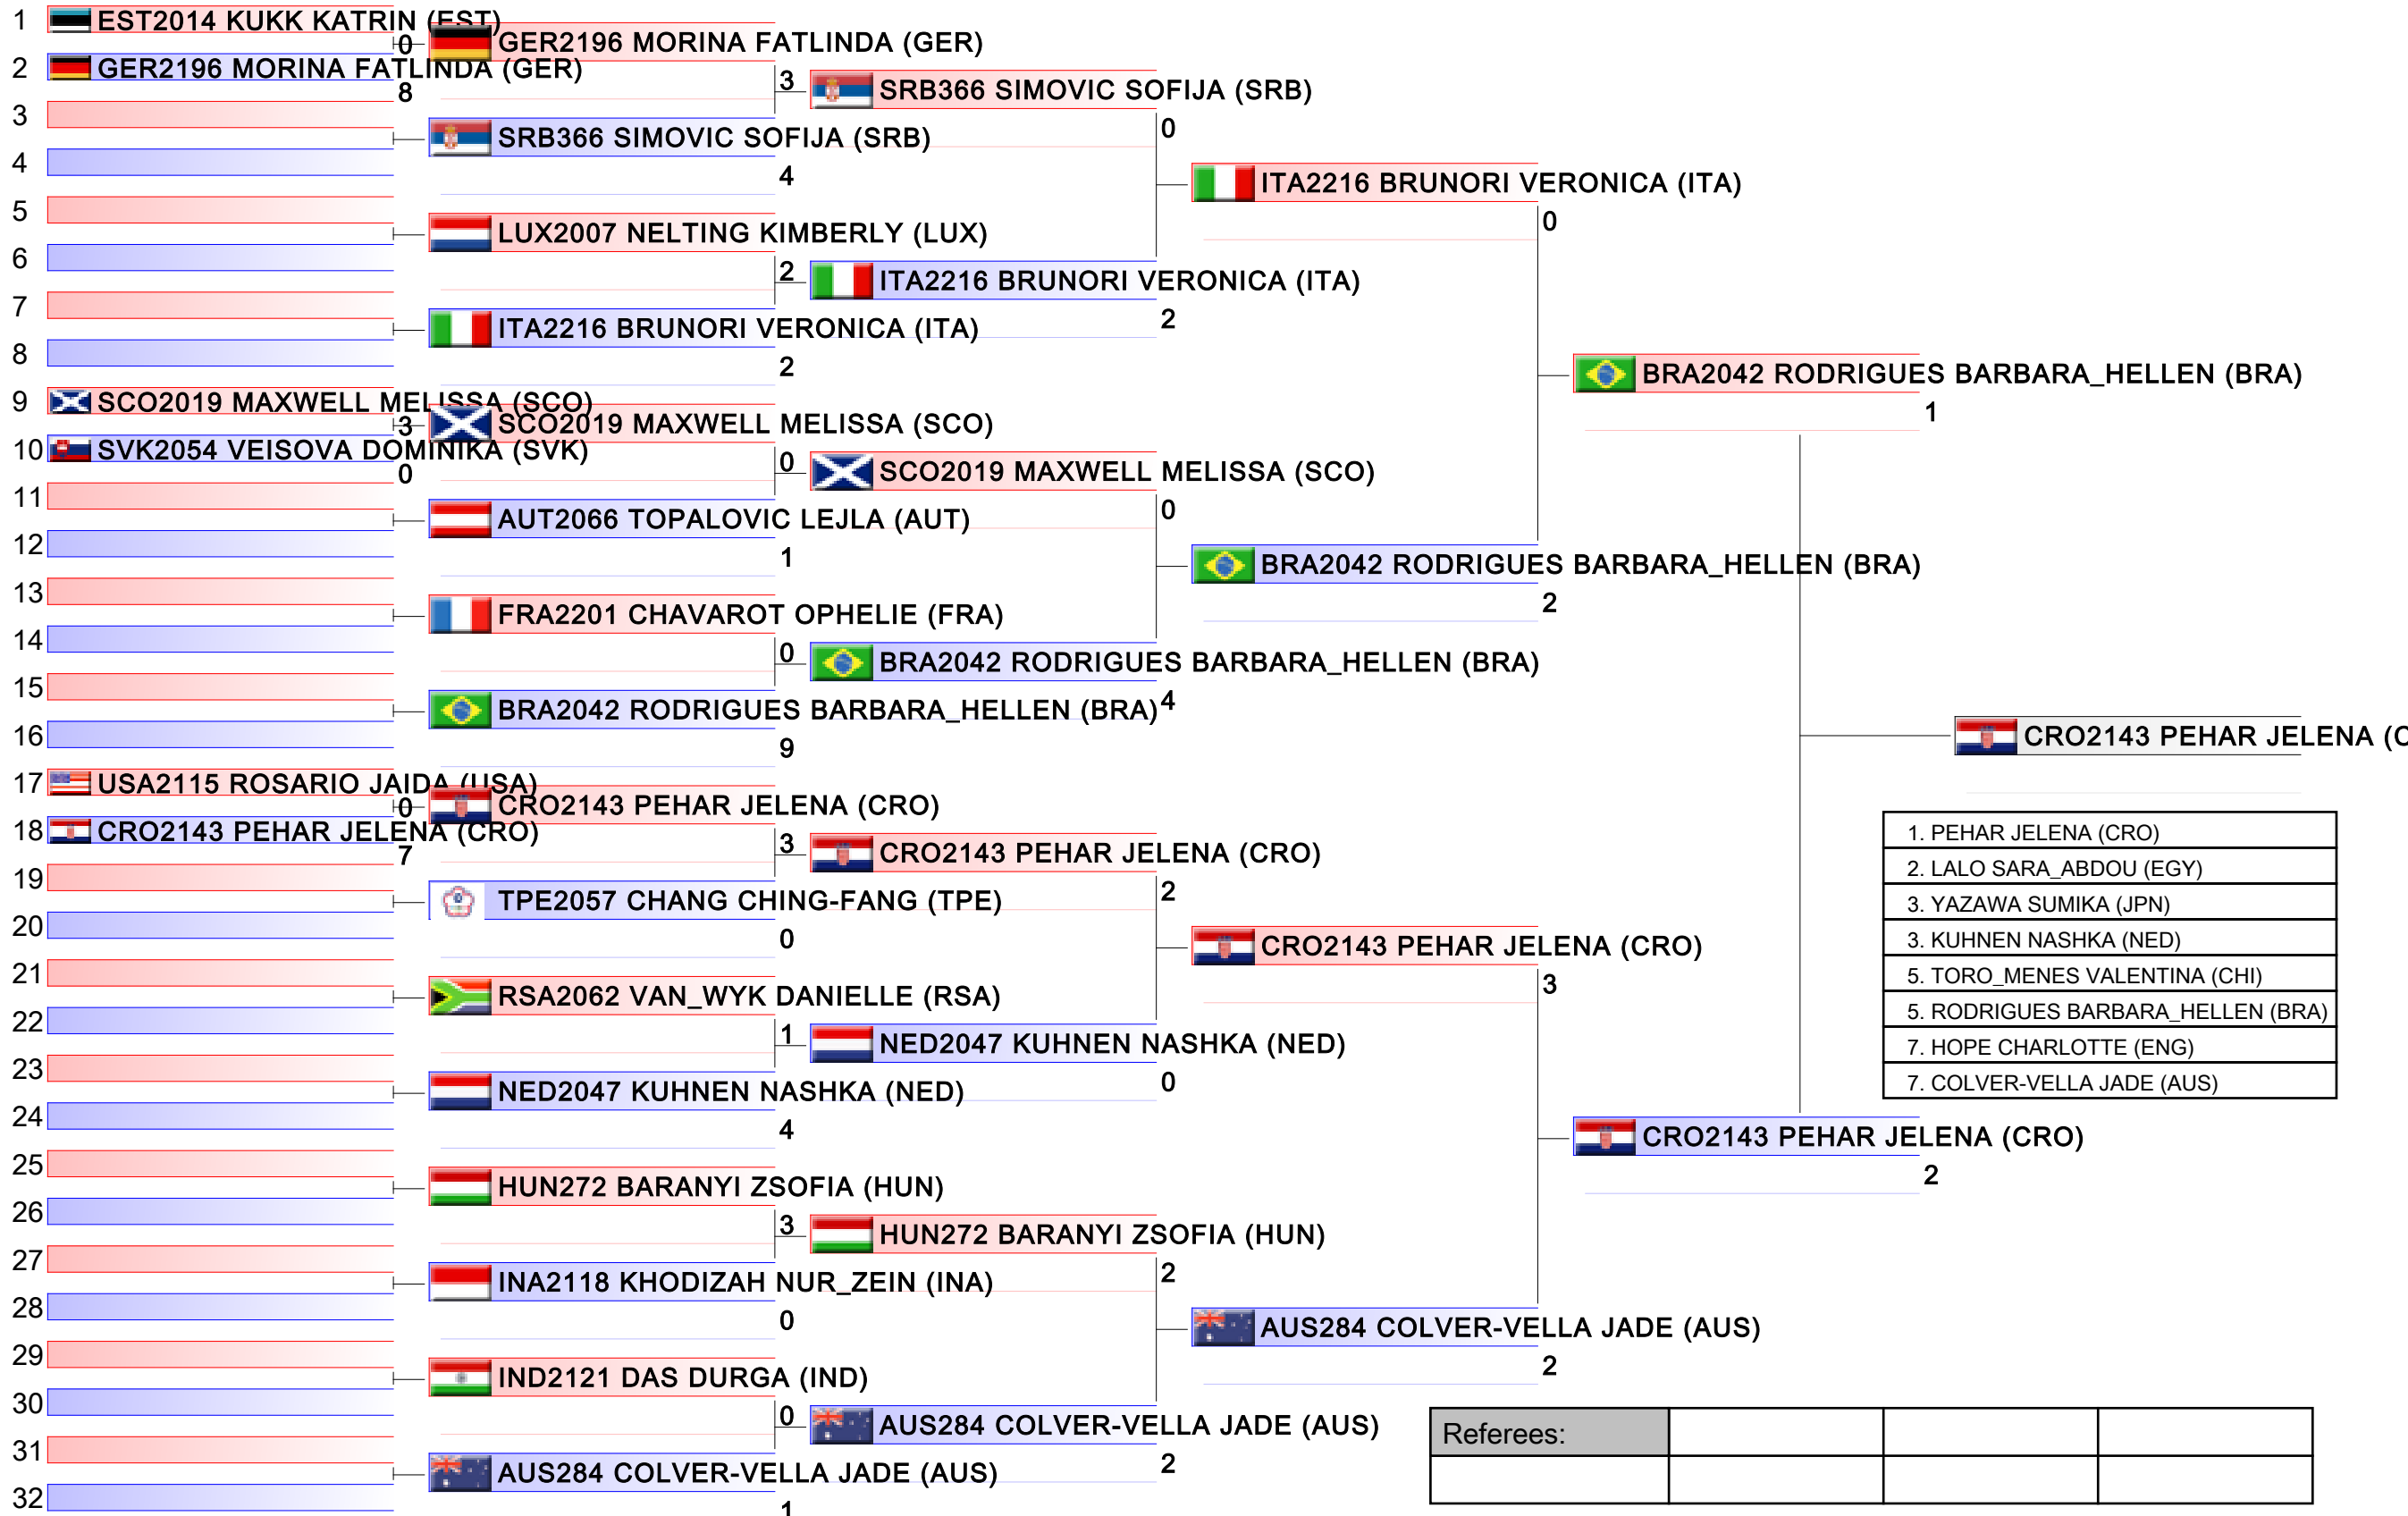 1 EST2014 KUKK KATRIN (EST)
0
2 GER2196 MORINA FATLINDA (GER)
8
3
4
5
6
7
8
9 SCO2019 MAXWELL MELISSA (SCO)
3
10 SVK2054 VEISOVA DOMINIKA (SVK)
0
11
12
13
14
15
16
17 USA2115 ROSARIO JAIDA (USA)
0
18 CRO2143 PEHAR JELENA (CRO)
7
19
20
21
22
23
24
25
26
27
28
29
30
31
32
GER2196 MORINA FATLINDA (GER)
3
SRB366 SIMOVIC SOFIJA (SRB)
4
LUX2007 NELTING KIMBERLY (LUX)
2
ITA2216 BRUNORI VERONICA (ITA)
2
SCO2019 MAXWELL MELISSA (SCO)
0
AUT2066 TOPALOVIC LEJLA (AUT)
1
FRA2201 CHAVAROT OPHELIE (FRA)
0
BRA2042 RODRIGUES BARBARA_HELLEN (BRA)
9
CRO2143 PEHAR JELENA (CRO)
3
TPE2057 CHANG CHING-FANG (TPE)
0
RSA2062 VAN_WYK DANIELLE (RSA)
1
NED2047 KUHNEN NASHKA (NED)
4
HUN272 BARANYI ZSOFIA (HUN)
3
INA2118 KHODIZAH NUR_ZEIN (INA)
0
IND2121 DAS DURGA (IND)
0
AUS284 COLVER-VELLA JADE (AUS)
1
SRB366 SIMOVIC SOFIJA (SRB)
0
ITA2216 BRUNORI VERONICA (ITA)
2
SCO2019 MAXWELL MELISSA (SCO)
0
BRA2042 RODRIGUES BARBARA_HELLEN (BRA)
4
CRO2143 PEHAR JELENA (CRO)
2
NED2047 KUHNEN NASHKA (NED)
0
HUN272 BARANYI ZSOFIA (HUN)
2
AUS284 COLVER-VELLA JADE (AUS)
2
ITA2216 BRUNORI VERONICA (ITA)
0
BRA2042 RODRIGUES BARBARA_HELLEN (BRA)
2
CRO2143 PEHAR JELENA (CRO)
3
AUS284 COLVER-VELLA JADE (AUS)
2
BRA2042 RODRIGUES BARBARA_HELLEN (BRA)
1
CRO2143 PEHAR JELENA (CRO)
2
CRO2143 PEHAR JELENA (C
1. PEHAR JELENA (CRO)
2. LALO SARA_ABDOU (EGY)
3. YAZAWA SUMIKA (JPN)
3. KUHNEN NASHKA (NED)
5. TORO_MENES VALENTINA (CHI)
5. RODRIGUES BARBARA_HELLEN (BRA)
7. HOPE CHARLOTTE (ENG)
7. COLVER-VELLA JADE (AUS)
Referees: